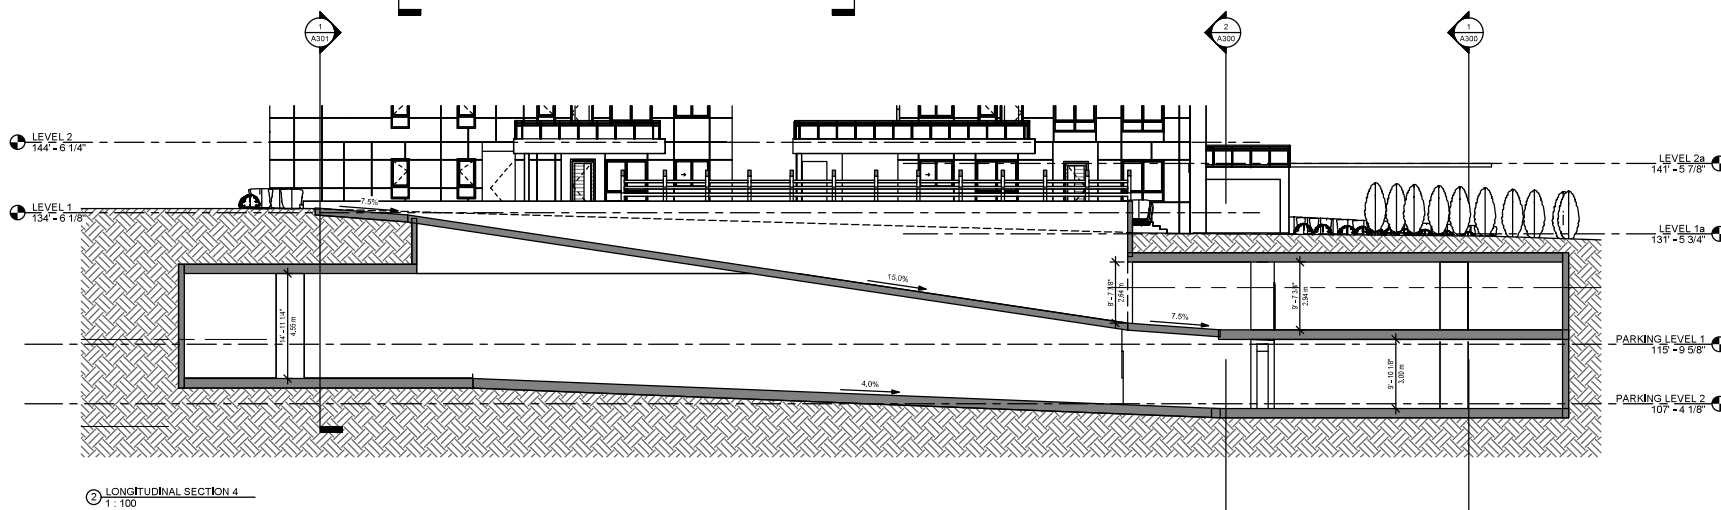 1
A301
2
A300
1
A300
LEVEL 2
144' - 6 1/4"
LEVEL 2a
141' - 5 7/8"
7.5%
LEVEL 1
134' - 6 1/8
LEVEL 1a
131' - 5 3/4"
15.0%
8' - 7 7/8"
2.64 m
9' - 7 3/4"
2.94 m
14' - 11 1/4"
4.55 m
7.5%
PARKING LEVEL 1
115' - 9 5/8"
9' - 10 1/8"
3.00 m
4.0%
PARKING LEVEL 2
107' - 4 1/8"
2
LONGITUDINAL SECTION 4
1 : 100